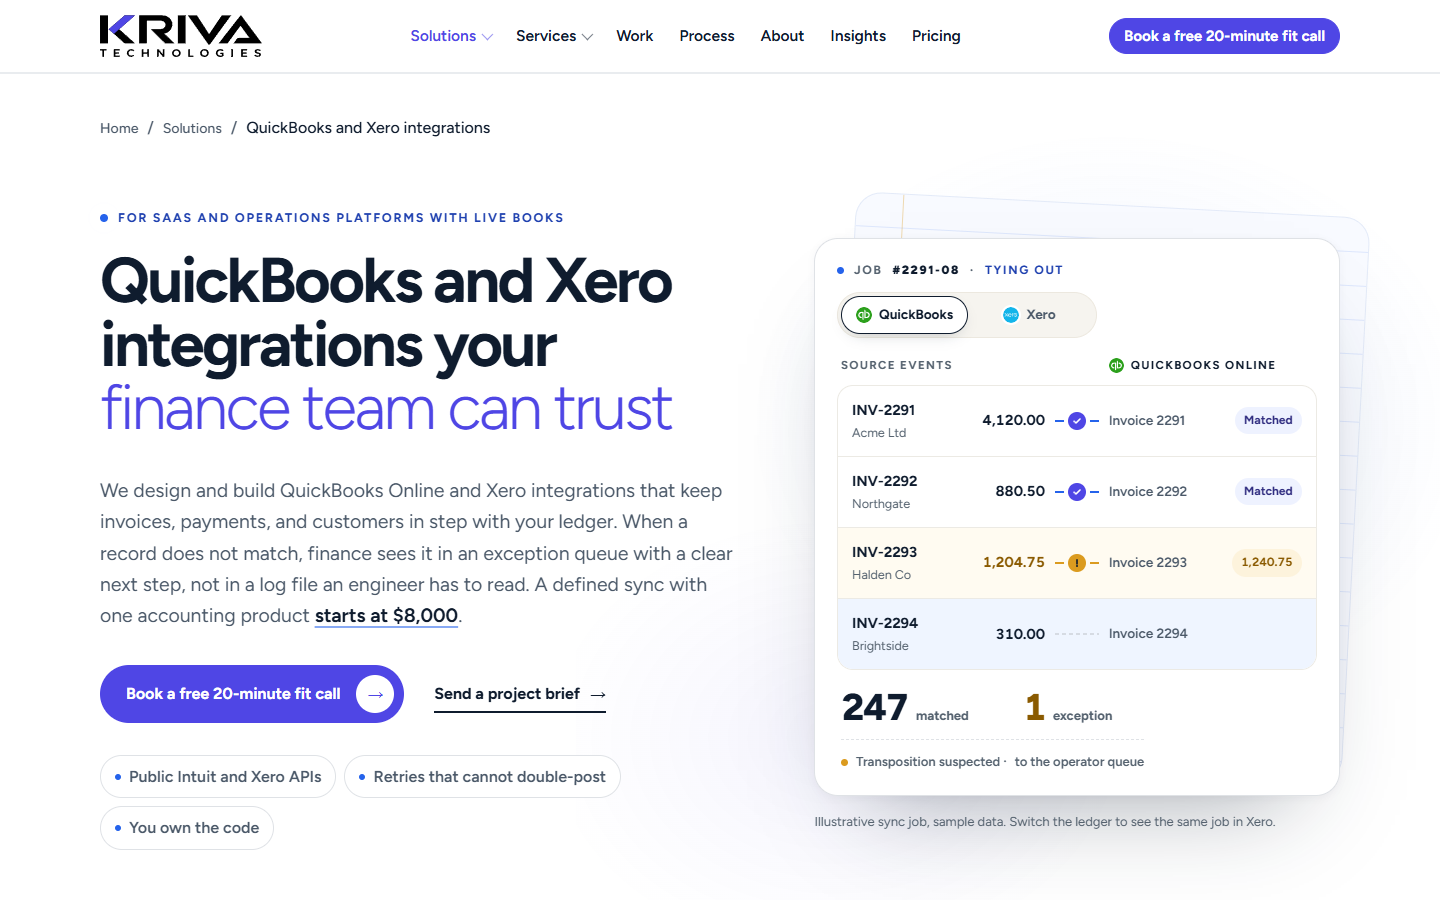 KRIVA
TECHNOLOGIES
Solutions
Services
Work
Process
About
Insights
Pricing
Book a free 20-minute fit call
Home / Solutions / QuickBooks and Xero integrations
FOR SAAS AND OPERATIONS PLATFORMS WITH LIVE BOOKS
QuickBooks and Xero
integrations your
finance team can trust
We design and build QuickBooks Online and Xero integrations that keep
invoices, payments, and customers in step with your ledger. When a
record does not match, finance sees it in an exception queue with a clear
next step, not in a log file an engineer has to read. A defined sync with
one accounting product starts at $8,000.
Book a free 20-minute fit call →
Send a project brief →
Public Intuit and Xero APIs
Retries that cannot double-post
You own the code
JOB #2291-08 · TYING OUT
qb QuickBooks
xero Xero
SOURCE EVENTS
qb QUICKBOOKS ONLINE
INV-2291
Acme Ltd
4,120.00
Invoice 2291
Matched
INV-2292
Northgate
880.50
Invoice 2292
Matched
INV-2293
Halden Co
1,204.75
!
Invoice 2293
1,240.75
INV-2294
Brightside
310.00
Invoice 2294
247 matched
1 exception
Transposition suspected · to the operator queue
Illustrative sync job, sample data. Switch the ledger to see the same job in Xero.